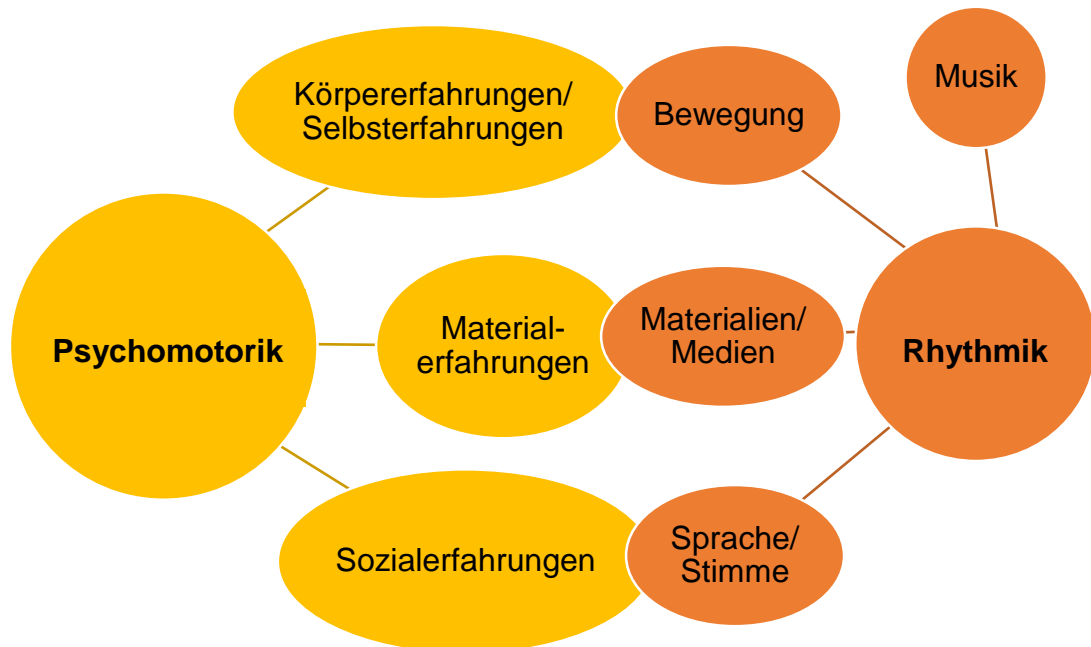 Körpererfahrungen/
Selbsterfahrungen
Bewegung
Musik
Psychomotorik
Material-
erfahrungen
Materialien/
Medien
Rhythmik
Sozialerfahrungen
Sprache/
Stimme